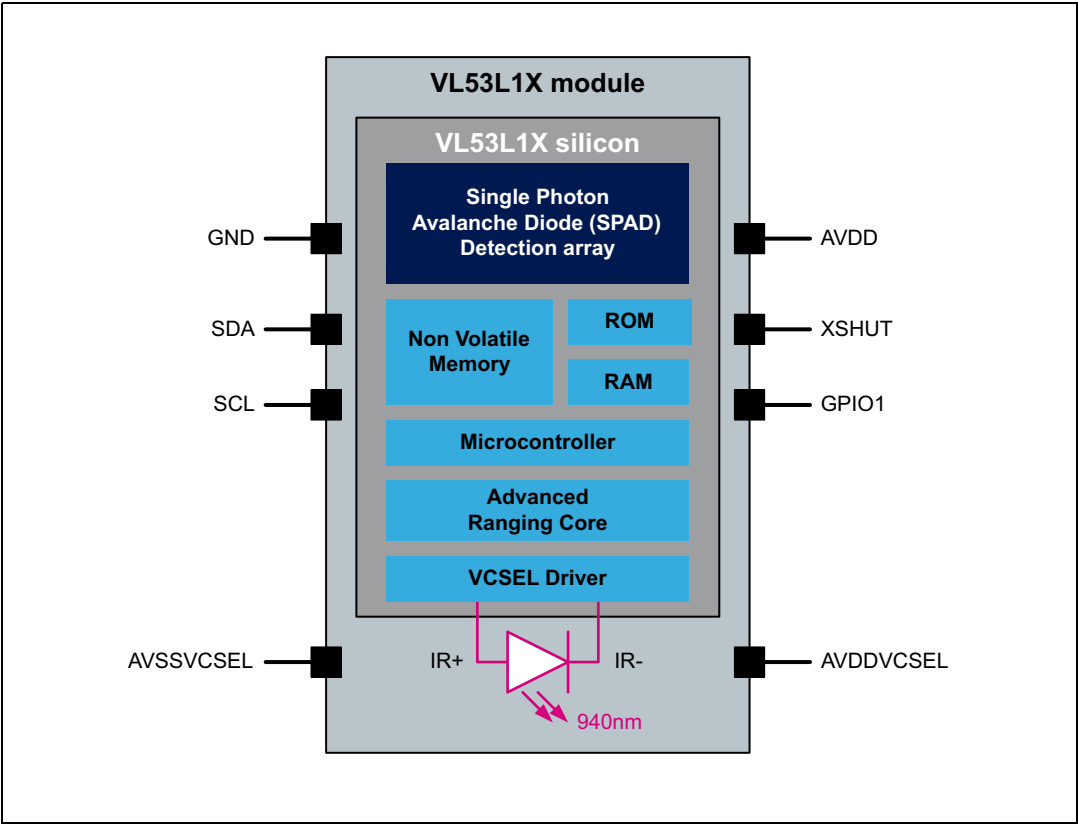 VL53L1X module
VL53L1X silicon
Single Photon
Avalanche Diode (SPAD)
Detection array
GND
AVDD
SDA
Non Volatile
Memory
ROM
XSHUT
RAM
SCL
GPIO1
Microcontroller
Advanced
Ranging Core
VCSEL Driver
AVSSVCSEL
IR+
IR-
AVDDVCSEL
940nm